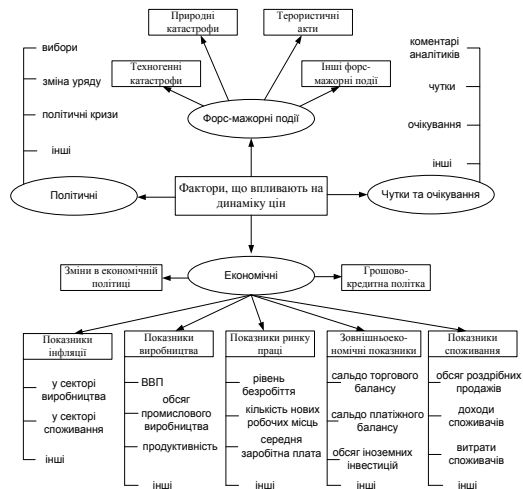 Природні
катастрофи
Терористичні
акти
Техногенні
катастрофи
Інші форс-
мажорні події
Форс-мажорні події
вибори
зміна уряду
політичні кризи
інші
Політичні
коментарі
аналітиків
чутки
очікування
інші
Чутки та очікування
Фактори, що впливають на
динаміку цін
Зміни в економічній
політиці
Економічні
Грошово-
кредитна політка
Показники
інфляції
у секторі
виробництва
у секторі
споживання
інші
Показники
виробництва
ВВП
обсяг
промислового
виробництва
продуктивність
інші
Показники ринку
праці
рівень
безробіття
кількість нових
робочих місць
середня
заробітна плата
інші
Зовнішньоеко-
номічні показники
сальдо торгового
балансу
сальдо платіжного
балансу
обсяг іноземних
інвестицій
інші
Показники
споживання
обсяг роздрібних
продажів
доходи
споживачів
витрати
споживачів
інші